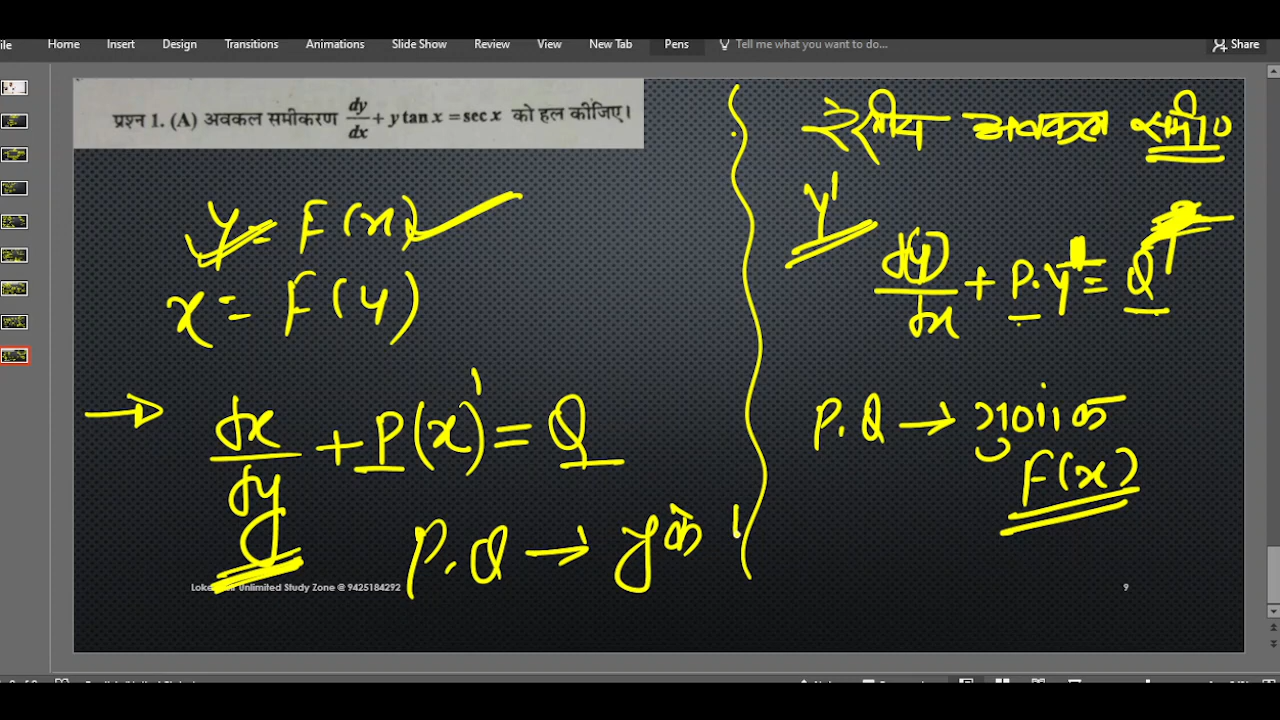 File Home Insert Design Transitions Animations Slide Show Review View New Tab Pens Tell me what you want to do... Share
प्रश्न 1. (A) अवकल समीकरण dy/dx + y tan x = sec x को हल कीजिए।
y = F(x)
x = F(y)
dx/dy + P(x)' = Q
P.Q → y के
रेखीय अवकल समी०
y'
dy/dx + P.y = Q
P.Q → गुणांक
F(x)
Unlimited Study Zone @ 9425184292
9